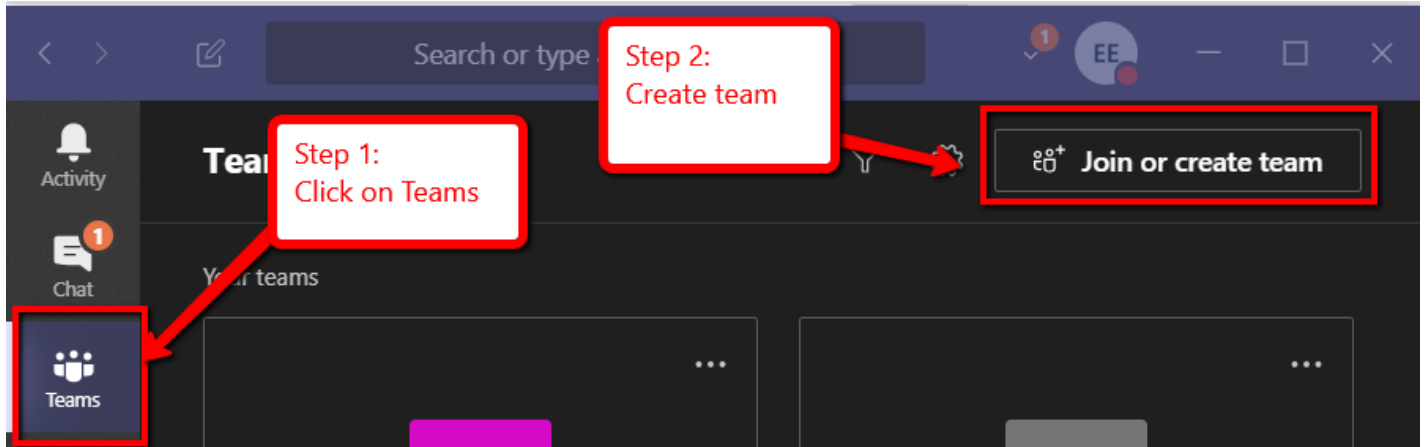 Search or type
Step 2:
Create team
1
EE
Activity
Step 1:
Click on Teams
Join or create team
1
Chat
Your teams
Teams